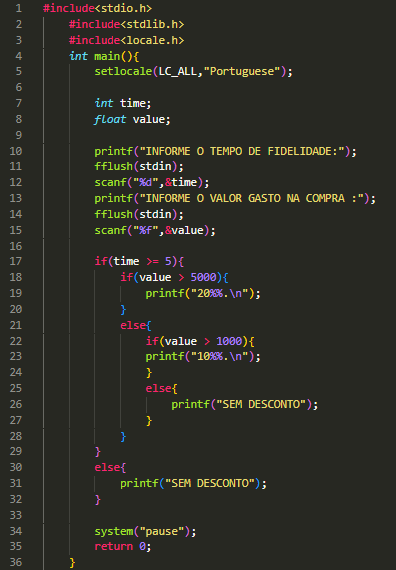 1 #include<stdio.h>
2 #include<stdlib.h>
3 #include<locale.h>
4 int main(){
5 setlocale(LC_ALL,"Portuguese");
6
7 int time;
8 float value;
9
10 printf("INFORME O TEMPO DE FIDELIDADE:");
11 fflush(stdin);
12 scanf("%d",&time);
13 printf("INFORME O VALOR GASTO NA COMPRA :");
14 fflush(stdin);
15 scanf("%f",&value);
16
17 if(time >= 5){
18 if(value > 5000){
19 printf("20%%.\n");
20 }
21 else{
22 if(value > 1000){
23 printf("10%%.\n");
24 }
25 else{
26 printf("SEM DESCONTO");
27 }
28 }
29 }
30 else{
31 printf("SEM DESCONTO");
32 }
33
34 system("pause");
35 return 0;
36 }